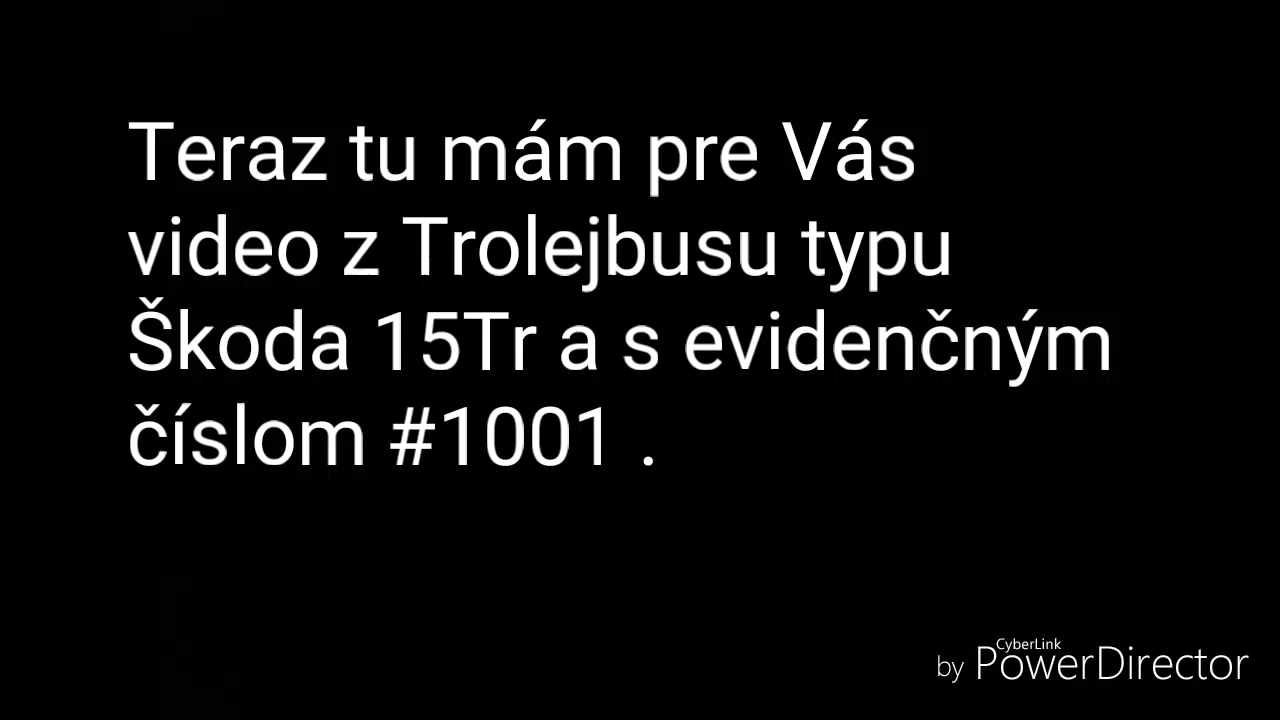 Teraz tu mám pre Vás
video z Trolejbusu typu
Škoda 15Tr a s evidenčným
číslom #1001 .
CyberLink
by PowerDirector